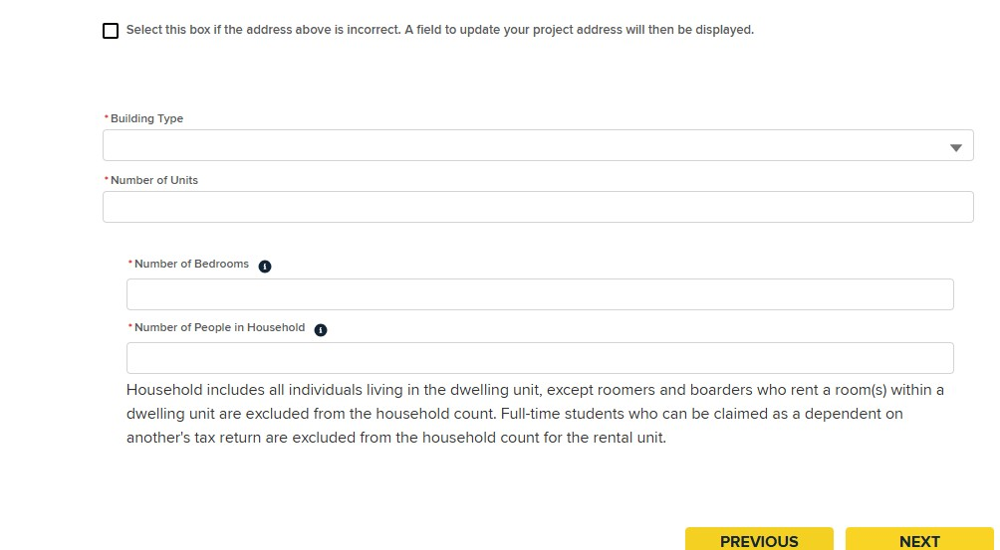 Select this box if the address above is incorrect. A field to update your project address will then be displayed.
* Building Type
* Number of Units
* Number of Bedrooms
* Number of People in Household
Household includes all individuals living in the dwelling unit, except roomers and boarders who rent a room(s) within a
dwelling unit are excluded from the household count. Full-time students who can be claimed as a dependent on
another's tax return are excluded from the household count for the rental unit.
PREVIOUS NEXT